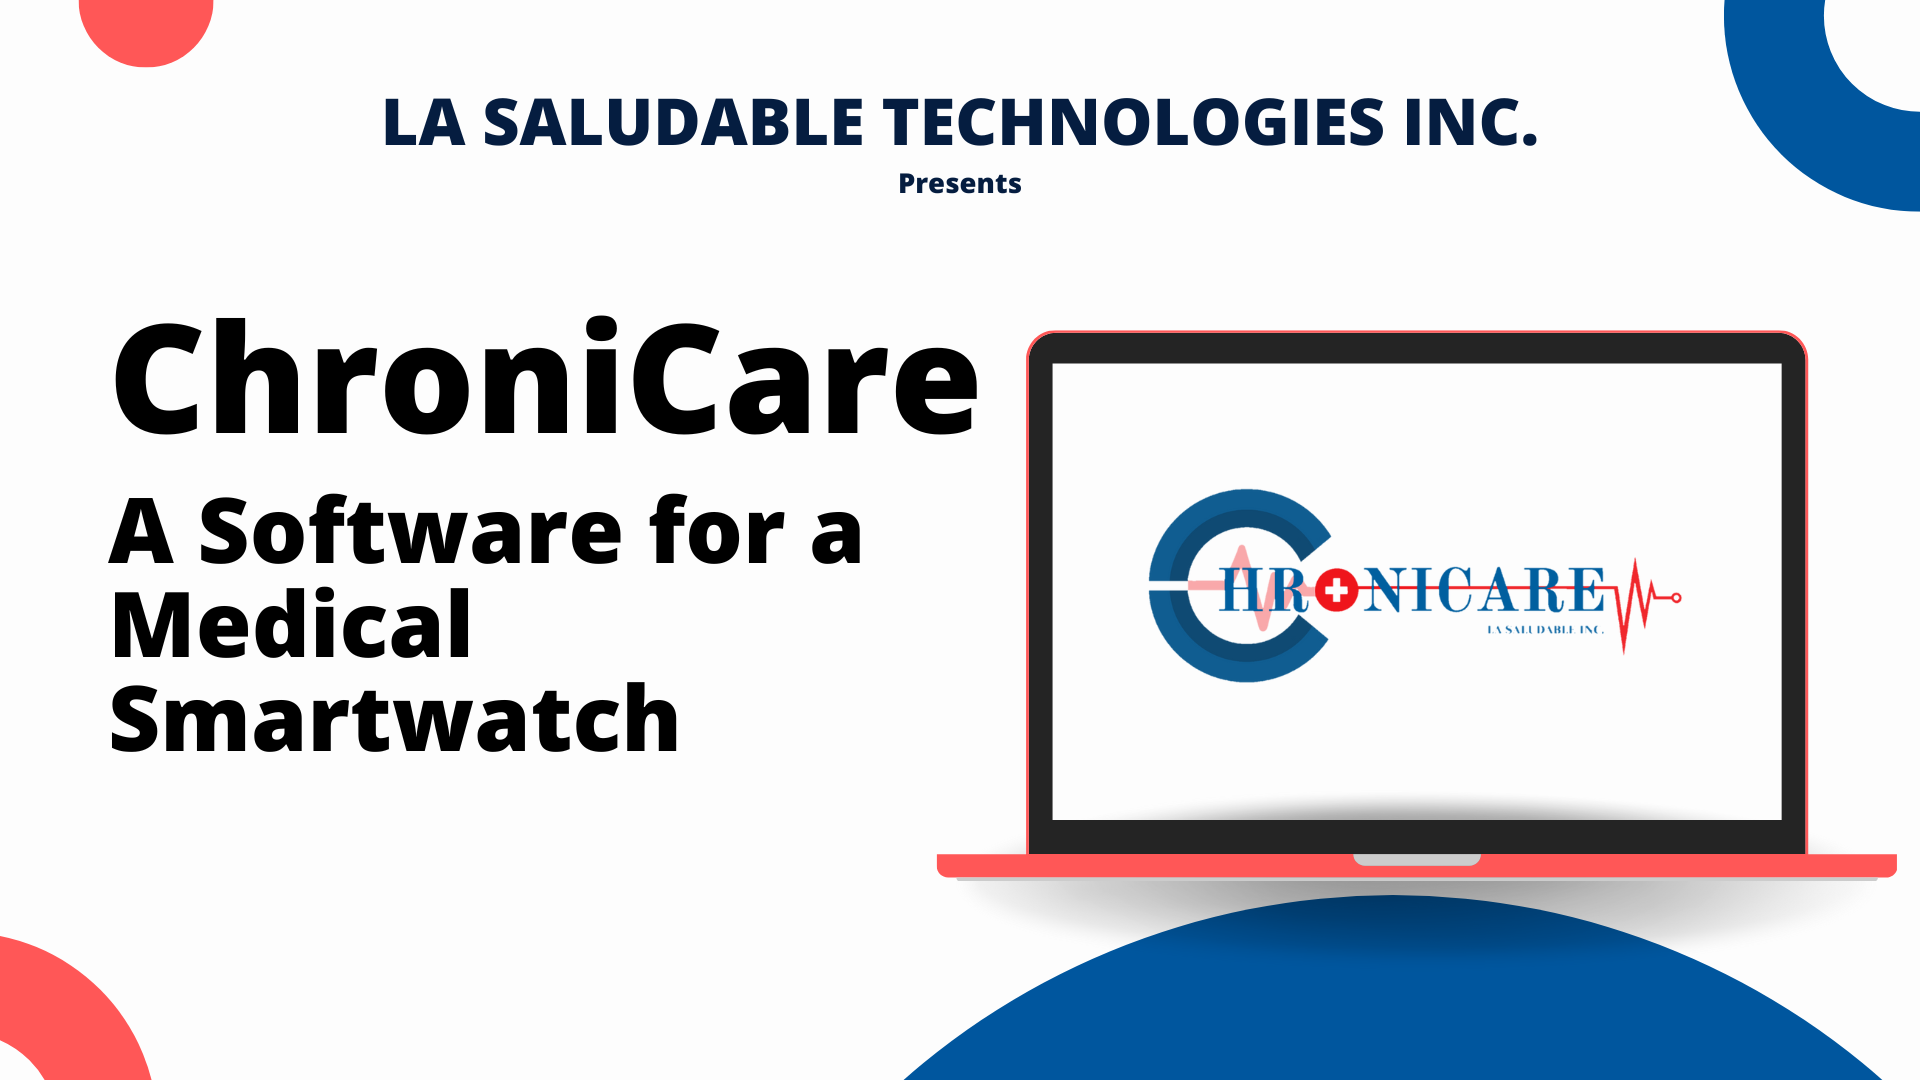 LA SALUDABLE TECHNOLOGIES INC.
Presents
ChroniCare
A Software for a
Medical
Smartwatch
CHRONICARE
LA SALUDABLE INC.